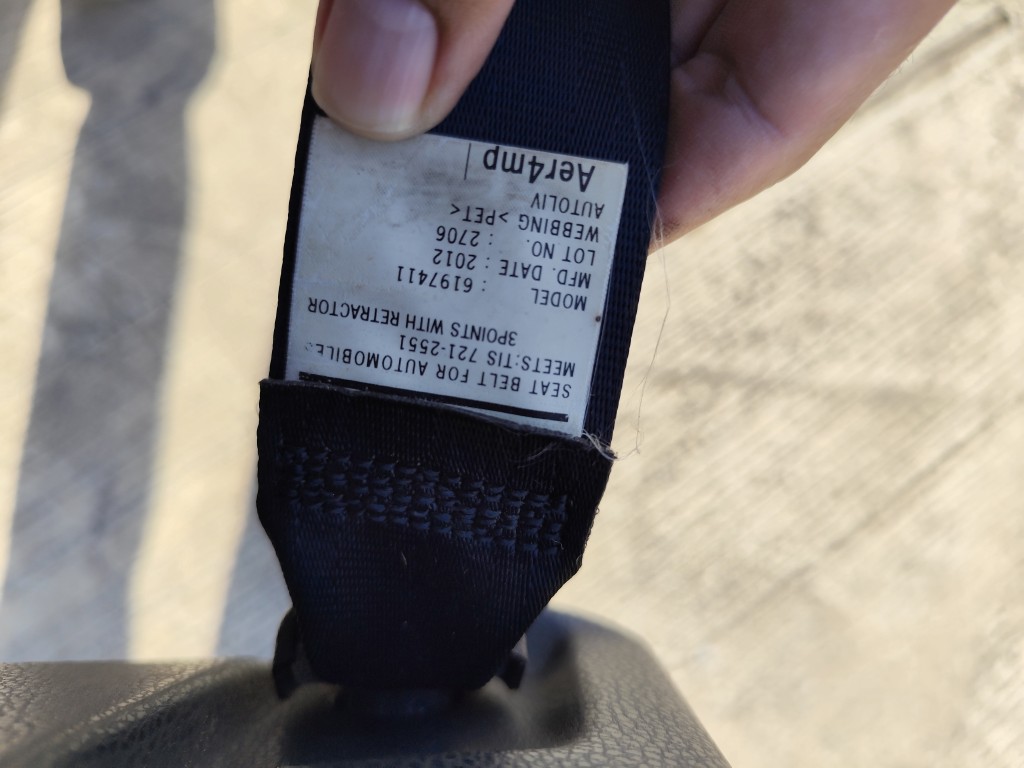 SEAT BELT FOR AUTOMOBILES
MEETS:TIS 721-2551
3POINTS WITH RETRACTOR
MODEL : 6197411
MFD. DATE : 2012
LOT NO. : 2706
WEBBING >PET<
AUTOLIV
Aer4mp